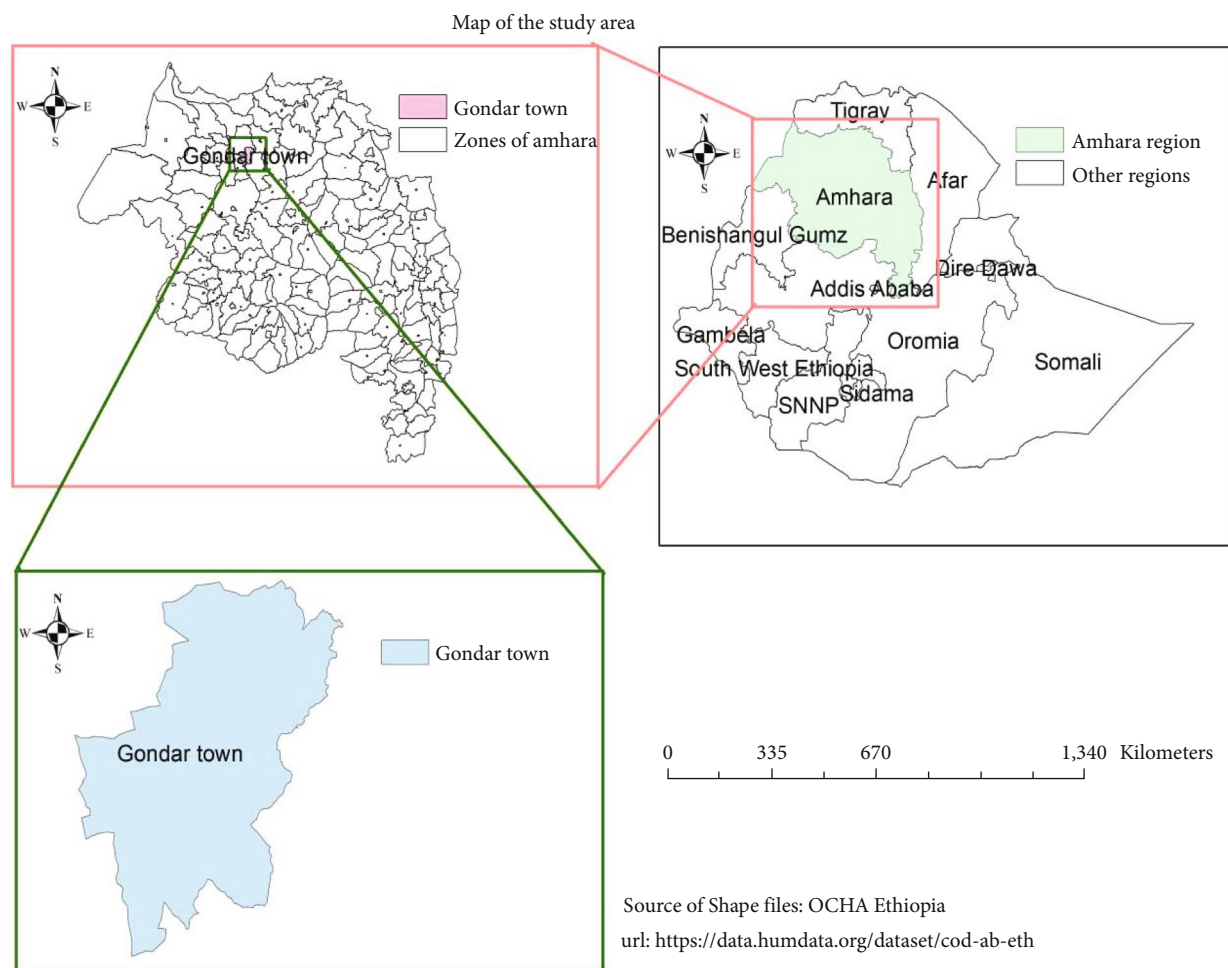 Map of the study area
N
W E
S
Gondar town
Zones of amhara
Gondar town
N
W E
S
Amhara region
Other regions
Tigray
Afar
Amhara
Benishangul Gumz
Dire Dawa
Addis Ababa
Gambela
Oromia
South West Ethiopia
Somali
Sidama
SNNP
N
W E
S
Gondar town
Gondar town
0 335 670 1,340 Kilometers
Source of Shape files: OCHA Ethiopia
url: https://data.humdata.org/dataset/cod-ab-eth